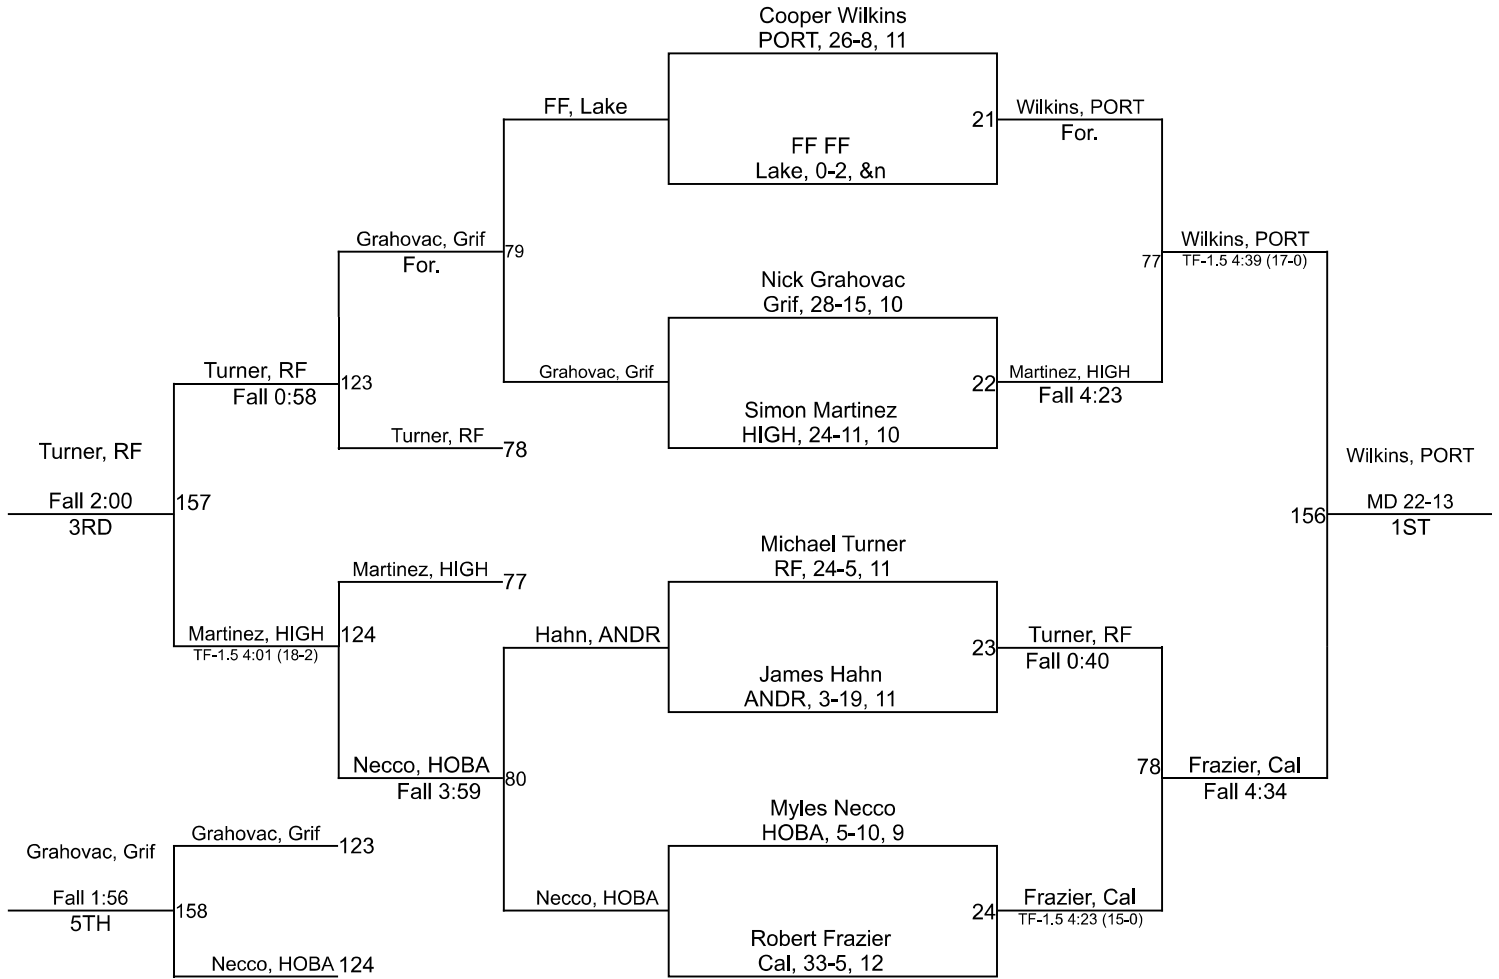 Cooper Wilkins
PORT, 26-8, 11
FF, Lake
21
Wilkins, PORT
For.
FF FF
Lake, 0-2, &n
Grahovac, Grif
For.
79
Wilkins, PORT
TF-1.5 4:39 (17-0)
77
Nick Grahovac
Grif, 28-15, 10
Turner, RF
Fall 0:58
123
Grahovac, Grif
22
Martinez, HIGH
Fall 4:23
Simon Martinez
HIGH, 24-11, 10
Turner, RF
78
Turner, RF
Fall 2:00
3RD
157
Wilkins, PORT
MD 22-13
1ST
156
Michael Turner
RF, 24-5, 11
Martinez, HIGH
77
Martinez, HIGH
TF-1.5 4:01 (18-2)
124
Hahn, ANDR
23
Turner, RF
Fall 0:40
James Hahn
ANDR, 3-19, 11
Necco, HOBA
Fall 3:59
80
78
Frazier, Cal
Fall 4:34
Myles Necco
HOBA, 5-10, 9
Grahovac, Grif
123
Grahovac, Grif
Fall 1:56
5TH
158
Necco, HOBA
24
Frazier, Cal
TF-1.5 4:23 (15-0)
Robert Frazier
Cal, 33-5, 12
Necco, HOBA
124